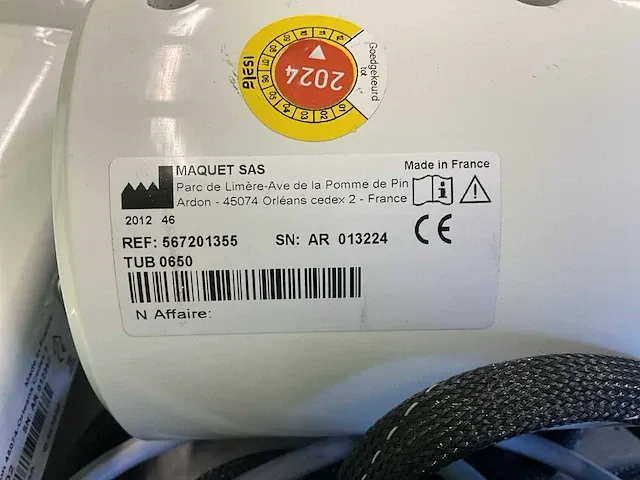 Goedgekeurd
tot
2024
MAQUET SAS
Made in France
Parc de Limère-Ave de la Pomme de Pin
Ardon - 45074 Orléans cedex 2 - France
2012 46
REF: 567201355 SN: AR 013224
TUB 0650
N Affaire: